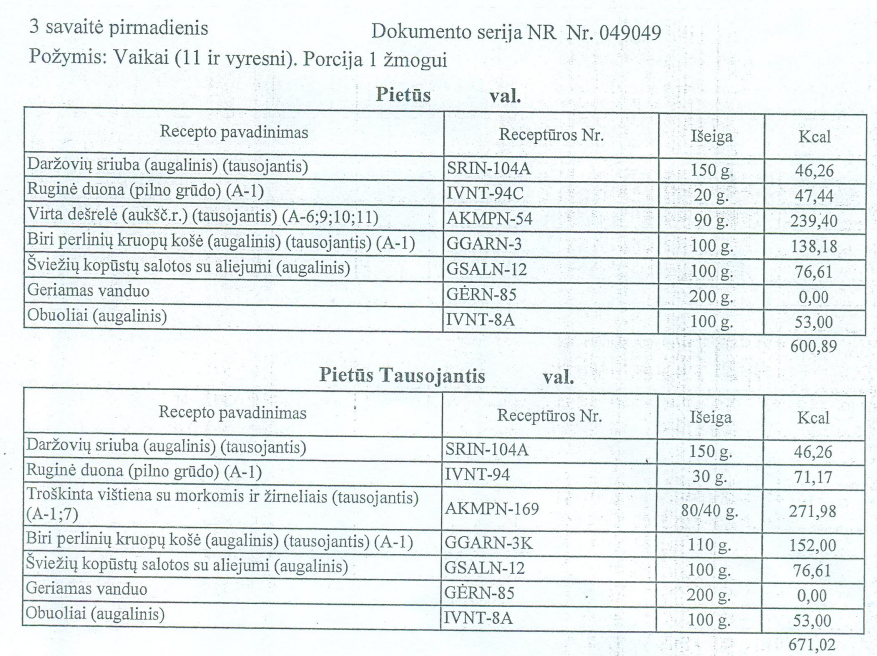 3 savaitė pirmadienis Dokumento serija NR Nr. 049049
Požymis: Vaikai (11 ir vyresni). Porcija 1 žmogui
Pietūs val.
Recepto pavadinimas Receptūros Nr. Išeiga Kcal
Daržovių sriuba (augalinis) (tausojantis) SRIN-104A 150 g. 46,26
Ruginė duona (pilno grūdo) (A-1) IVNT-94C 20 g. 47,44
Virta dešrelė (aukšč.r.) (tausojantis) (A-6;9;10;11) AKMPN-54 90 g. 239,40
Biri perlinių kruopų košė (augalinis) (tausojantis) (A-1) GGARN-3 100 g. 138,18
Šviežių kopūstų salotos su aliejumi (augalinis) GSALN-12 100 g. 76,61
Geriamas vanduo GĖRN-85 200 g. 0,00
Obuoliai (augalinis) IVNT-8A 100 g. 53,00
600,89
Pietūs Tausojantis val.
Recepto pavadinimas Receptūros Nr. Išeiga Kcal
Daržovių sriuba (augalinis) (tausojantis) SRIN-104A 150 g. 46,26
Ruginė duona (pilno grūdo) (A-1) IVNT-94 30 g. 71,17
Troškinta vištiena su morkomis ir žirneliais (tausojantis)
(A-1;7) AKMPN-169 80/40 g. 271,98
Biri perlinių kruopų košė (augalinis) (tausojantis) (A-1) GGARN-3K 110 g. 152,00
Šviežių kopūstų salotos su aliejumi (augalinis) GSALN-12 100 g. 76,61
Geriamas vanduo GĖRN-85 200 g. 0,00
Obuoliai (augalinis) IVNT-8A 100 g. 53,00
671,02